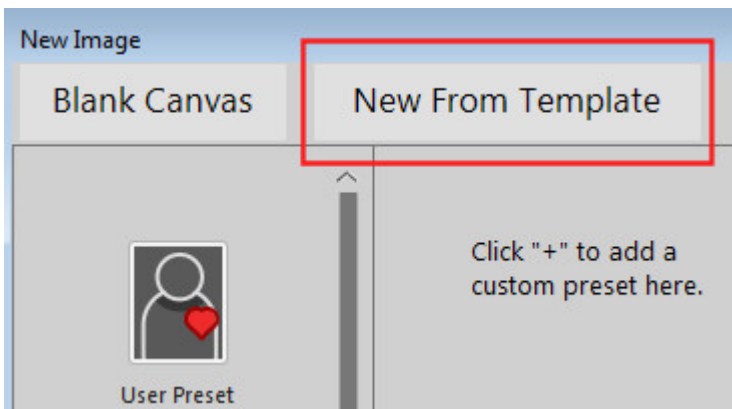 New Image
Blank Canvas
New From Template
Click "+" to add a
custom preset here.
User Preset